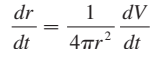 dr/dt = 1/(4πr²) dV/dt